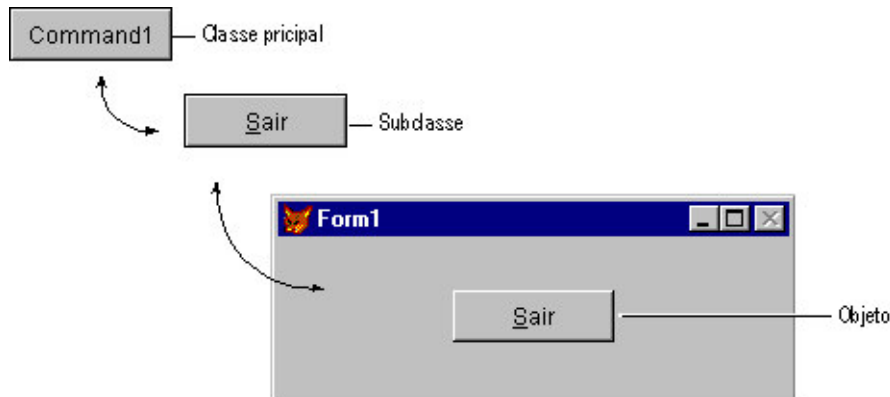 Command1
Classe pricipal
Sair
Subclasse
Form1
Sair
Objeto